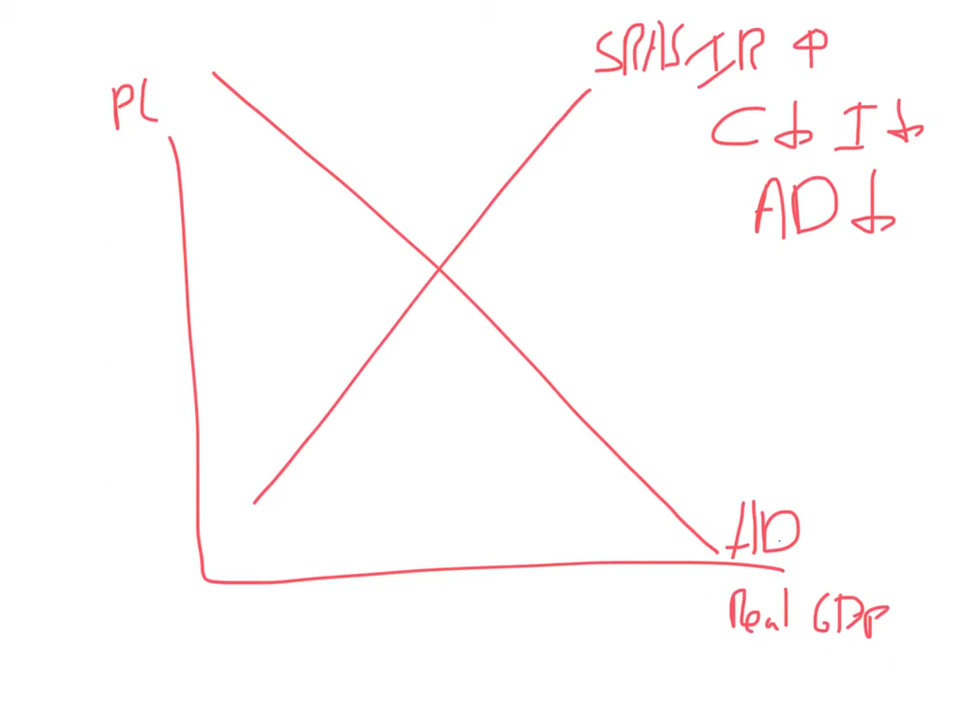 SRAS IR ↑
PL
C↓ I↓
AD↓
AD
Real GDP